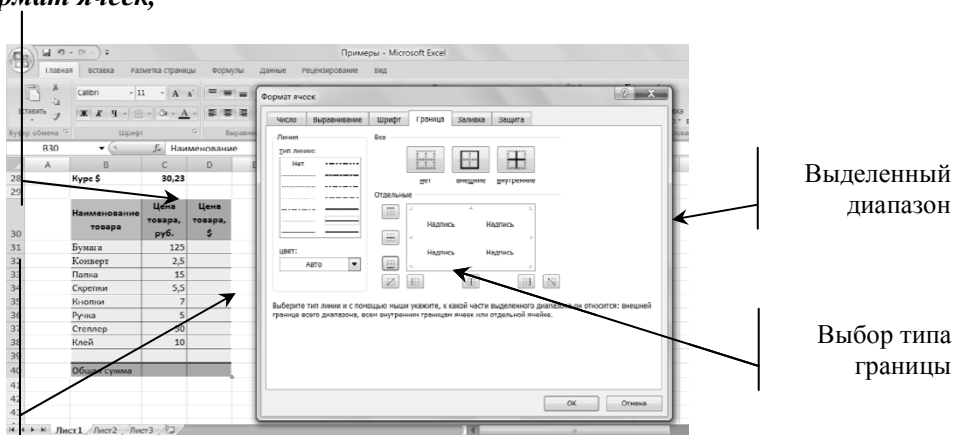 рмат ячеек,
Примеры - Microsoft Excel
Главная Вставка Разметка страницы Формулы Данные Рецензирование Вид
Calibri 11
Вставить
Ж К Ч
Буфер обмена Шрифт
B30 Наименование
A B C D
28 Курс $ 30,23
29
30 Наименование товара Цена товара, руб. Цена товара, $
31 Бумага 125
32 Конверт 2,5
33 Папка 15
34 Скрепки 5,5
35 Кнопки 7
36 Ручка 5
37 Степлер 50
38 Клей 10
39
40 Общая сумма
41
42
43
Лист1 Лист2 Лист3
Формат ячеек
Число Выравнивание Шрифт Граница Заливка Защита
Линия
Тип линии:
Нет
Цвет:
Авто
Все
нет внешние внутренние
Отдельные
Надпись Надпись
Надпись Надпись
Выберите тип линии и с помощью мыши укажите, к какой части выделенного диапазона он относится: внешней
границе всего диапазона, всем внутренним границам ячеек или отдельной ячейке.
ОК Отмена
Выделенный
диапазон
Выбор типа
границы